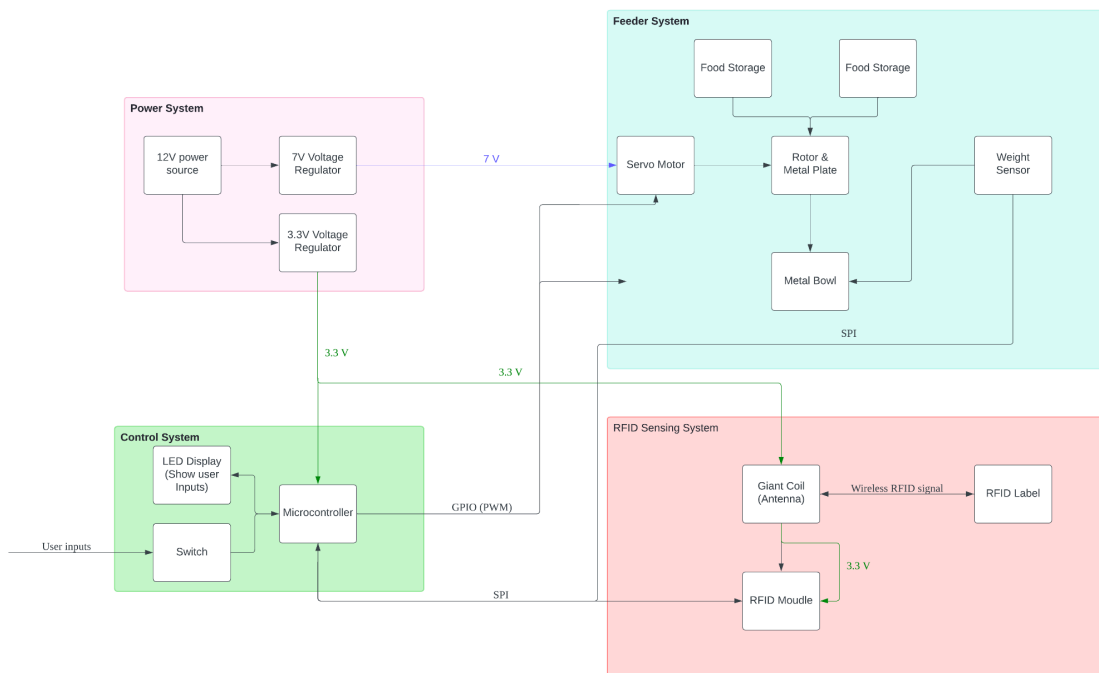 Feeder System
Food Storage
Food Storage
Power System
12V power
source
7V Voltage
Regulator
7 V
Servo Motor
Rotor &
Metal Plate
Weight
Sensor
3.3V Voltage
Regulator
Metal Bowl
SPI
3.3 V
3.3 V
Control System
LED Display
(Show user
Inputs)
Microcontroller
GPIO (PWM)
User inputs
Switch
SPI
RFID Sensing System
Giant Coil
(Antenna)
Wireless RFID signal
RFID Label
3.3 V
RFID Moudle